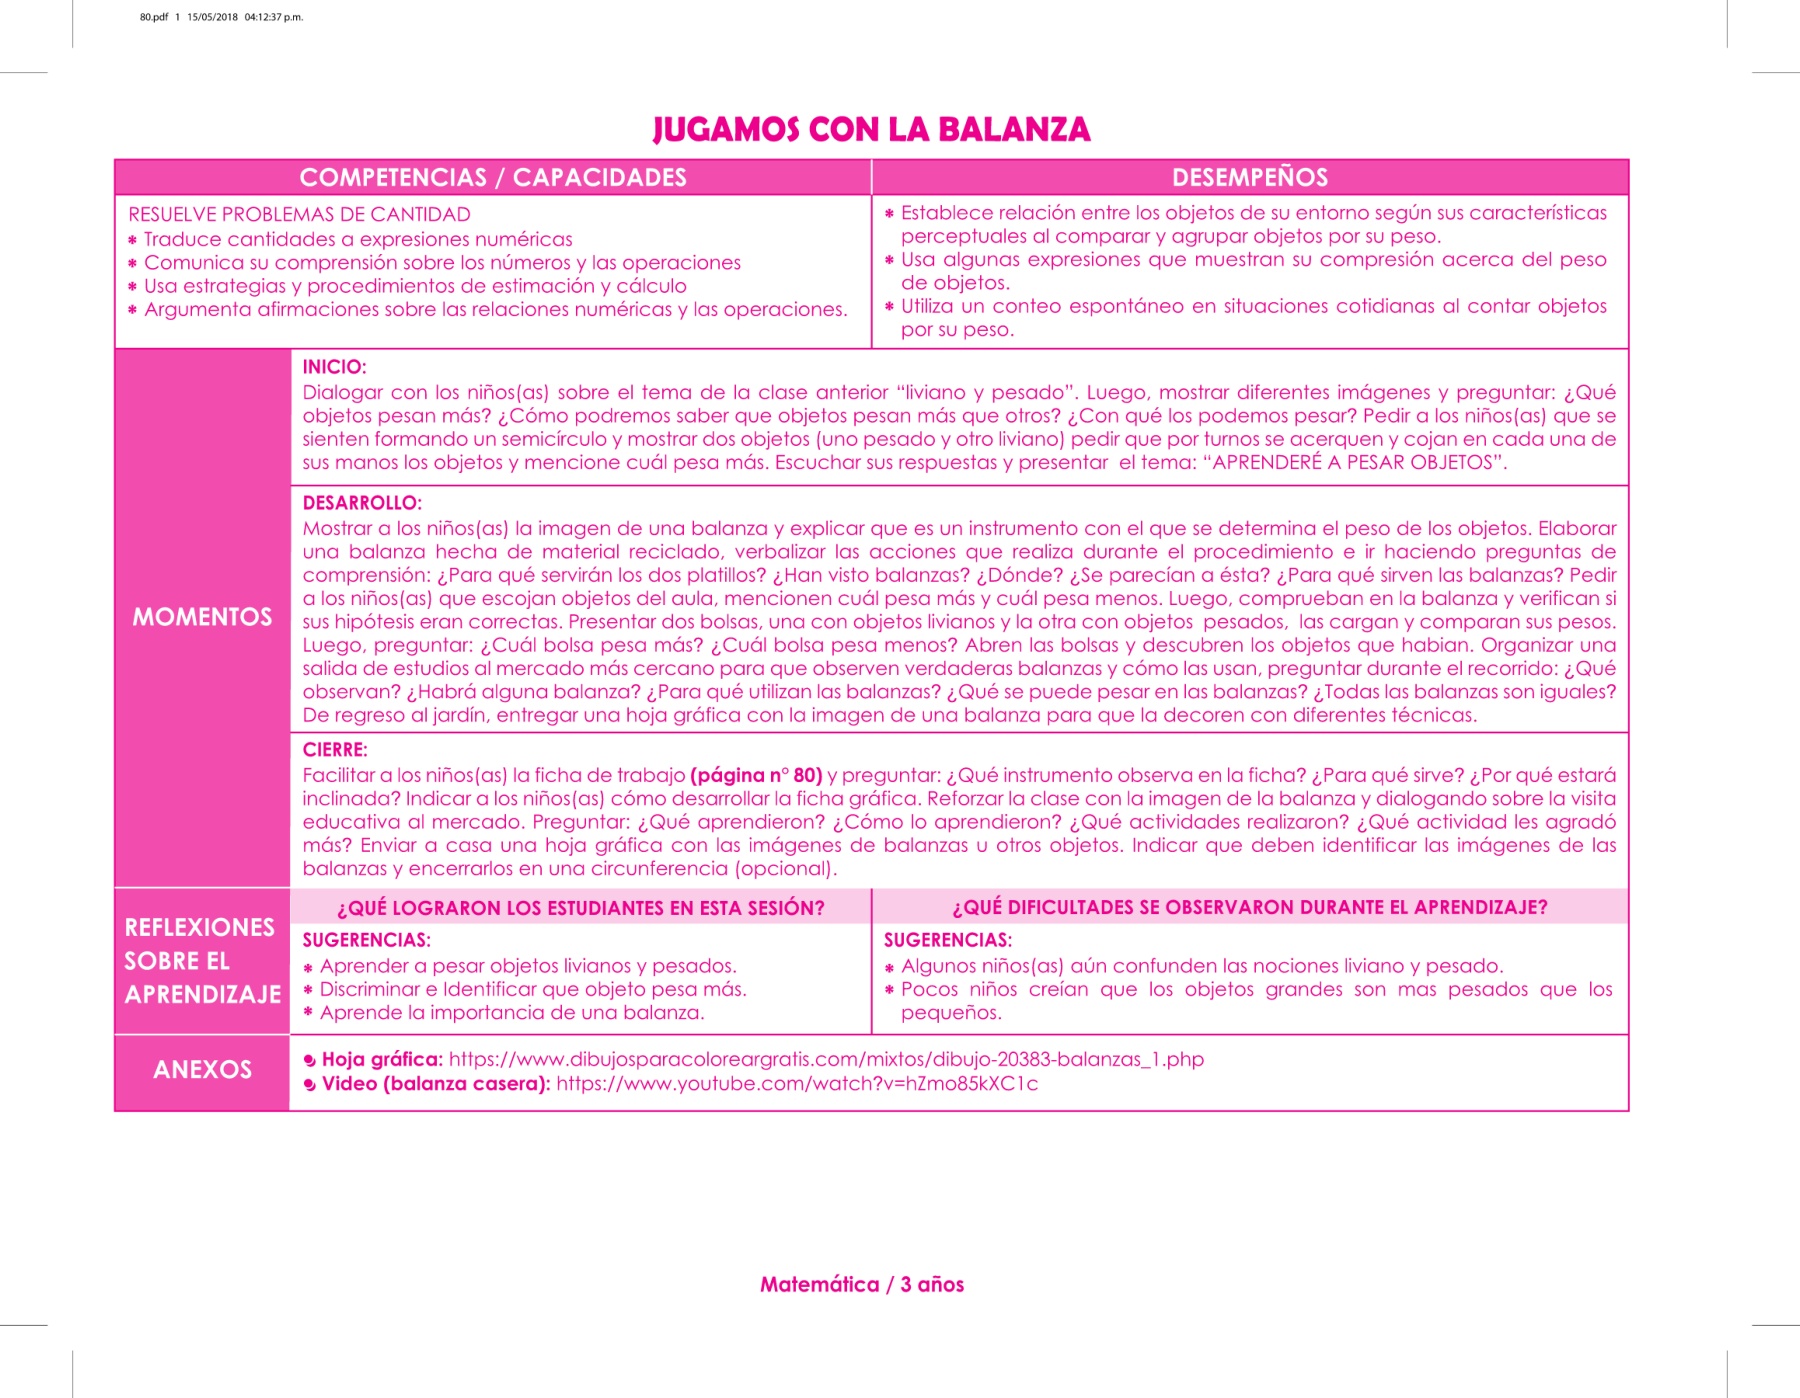 80.pdf 1 15/05/2018 04:12:37 p.m.
JUGAMOS CON LA BALANZA
COMPETENCIAS / CAPACIDADES
RESUELVE PROBLEMAS DE CANTIDAD
* Traduce cantidades a expresiones numéricas
* Comunica su comprensión sobre los números y las operaciones
* Usa estrategias y procedimientos de estimación y cálculo
* Argumenta afirmaciones sobre las relaciones numéricas y las operaciones.
DESEMPEÑOS
* Establece relación entre los objetos de su entorno según sus características
perceptuales al comparar y agrupar objetos por su peso.
* Usa algunas expresiones que muestran su compresión acerca del peso
de objetos.
* Utiliza un conteo espontáneo en situaciones cotidianas al contar objetos
por su peso.
MOMENTOS
INICIO:
Dialogar con los niños(as) sobre el tema de la clase anterior “liviano y pesado”. Luego, mostrar diferentes imágenes y preguntar: ¿Qué
objetos pesan más? ¿Cómo podremos saber que objetos pesan más que otros? ¿Con qué los podemos pesar? Pedir a los niños(as) que se
sienten formando un semicírculo y mostrar dos objetos (uno pesado y otro liviano) pedir que por turnos se acerquen y cojan en cada una de
sus manos los objetos y mencione cuál pesa más. Escuchar sus respuestas y presentar el tema: “APRENDERÉ A PESAR OBJETOS”.
DESARROLLO:
Mostrar a los niños(as) la imagen de una balanza y explicar que es un instrumento con el que se determina el peso de los objetos. Elaborar
una balanza hecha de material reciclado, verbalizar las acciones que realiza durante el procedimiento e ir haciendo preguntas de
comprensión: ¿Para qué servirán los dos platillos? ¿Han visto balanzas? ¿Dónde? ¿Se parecían a ésta? ¿Para qué sirven las balanzas? Pedir
a los niños(as) que escojan objetos del aula, mencionen cuál pesa más y cuál pesa menos. Luego, comprueban en la balanza y verifican si
sus hipótesis eran correctas. Presentar dos bolsas, una con objetos livianos y la otra con objetos pesados, las cargan y comparan sus pesos.
Luego, preguntar: ¿Cuál bolsa pesa más? ¿Cuál bolsa pesa menos? Abren las bolsas y descubren los objetos que habian. Organizar una
salida de estudios al mercado más cercano para que observen verdaderas balanzas y cómo las usan, preguntar durante el recorrido: ¿Qué
observan? ¿Habrá alguna balanza? ¿Para qué utilizan las balanzas? ¿Qué se puede pesar en las balanzas? ¿Todas las balanzas son iguales?
De regreso al jardín, entregar una hoja gráfica con la imagen de una balanza para que la decoren con diferentes técnicas.
CIERRE:
Facilitar a los niños(as) la ficha de trabajo (página n° 80) y preguntar: ¿Qué instrumento observa en la ficha? ¿Para qué sirve? ¿Por qué estará
inclinada? Indicar a los niños(as) cómo desarrollar la ficha gráfica. Reforzar la clase con la imagen de la balanza y dialogando sobre la visita
educativa al mercado. Preguntar: ¿Qué aprendieron? ¿Cómo lo aprendieron? ¿Qué actividades realizaron? ¿Qué actividad les agradó
más? Enviar a casa una hoja gráfica con las imágenes de balanzas u otros objetos. Indicar que deben identificar las imágenes de las
balanzas y encerrarlos en una circunferencia (opcional).
REFLEXIONES
SOBRE EL
APRENDIZAJE
¿QUÉ LOGRARON LOS ESTUDIANTES EN ESTA SESIÓN?
SUGERENCIAS:
* Aprender a pesar objetos livianos y pesados.
* Discriminar e Identificar que objeto pesa más.
* Aprende la importancia de una balanza.
¿QUÉ DIFICULTADES SE OBSERVARON DURANTE EL APRENDIZAJE?
SUGERENCIAS:
* Algunos niños(as) aún confunden las nociones liviano y pesado.
* Pocos niños creían que los objetos grandes son mas pesados que los
pequeños.
ANEXOS
Hoja gráfica: https://www.dibujosparacoloreargratis.com/mixtos/dibujo-20383-balanzas_1.php
Video (balanza casera): https://www.youtube.com/watch?v=hZmo85kXC1c
Matemática / 3 años